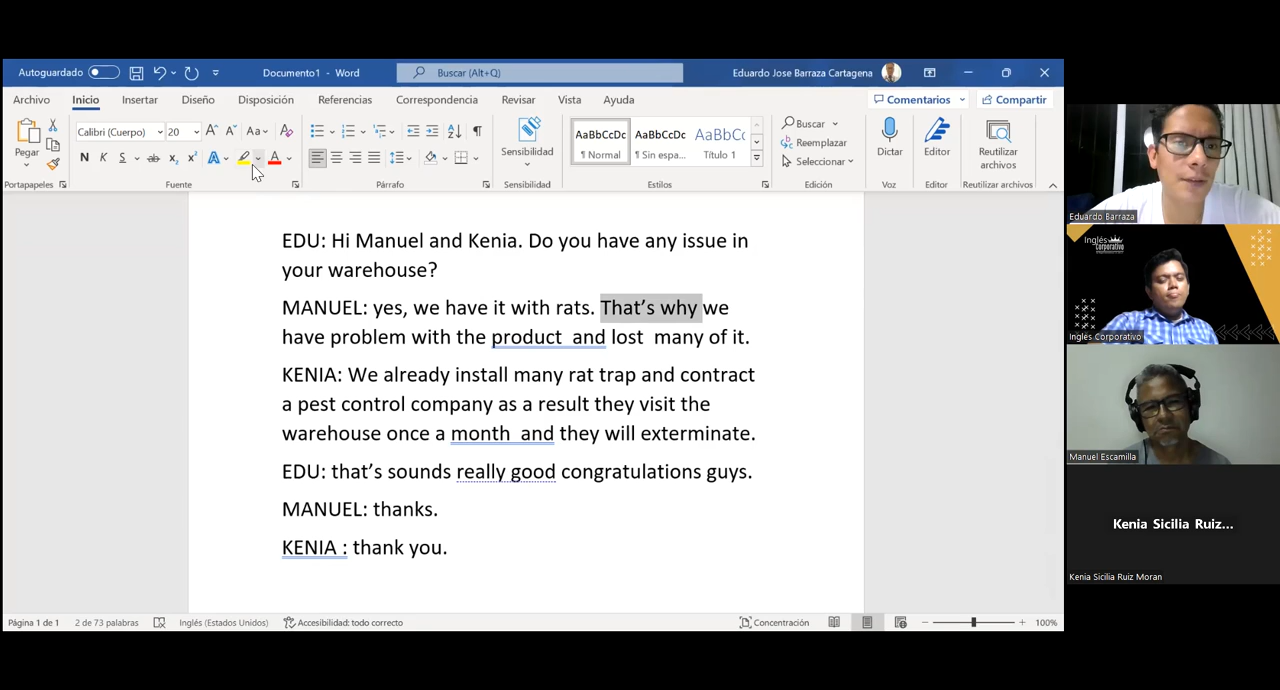 Autoguardado
Documento1 - Word
Buscar (Alt+Q)
Eduardo Jose Barraza Cartagena
Archivo Inicio Insertar Diseño Disposición Referencias Correspondencia Revisar Vista Ayuda
Comentarios
Compartir
Pegar
Portapapeles
Calibri (Cuerpo) 20
Aa
N K S ab x₂ x² A A
Fuente
Párrafo
Sensibilidad
Sensibilidad
AaBbCcDc AaBbCcDc AaBbCc
¶ Normal ¶ Sin espa... Título 1
Estilos
Buscar
Reemplazar
Seleccionar
Edición
Dictar
Voz
Editor
Editor
Reutilizar
archivos
Reutilizar archivos
EDU: Hi Manuel and Kenia. Do you have any issue in
your warehouse?
MANUEL: yes, we have it with rats. That’s why we
have problem with the product  and lost  many of it.
KENIA: We already install many rat trap and contract
a pest control company as a result they visit the
warehouse once a month  and they will exterminate.
EDU: that’s sounds really good congratulations guys.
MANUEL: thanks.
KENIA : thank you.
Página 1 de 1
2 de 73 palabras
Inglés (Estados Unidos)
Accesibilidad: todo correcto
Concentración
100%
Eduardo Barraza
Inglés
Corporativo
Inglés Corporativo
Manuel Escamilla
Kenia Sicilia Ruiz...
Kenia Sicilia Ruiz Moran